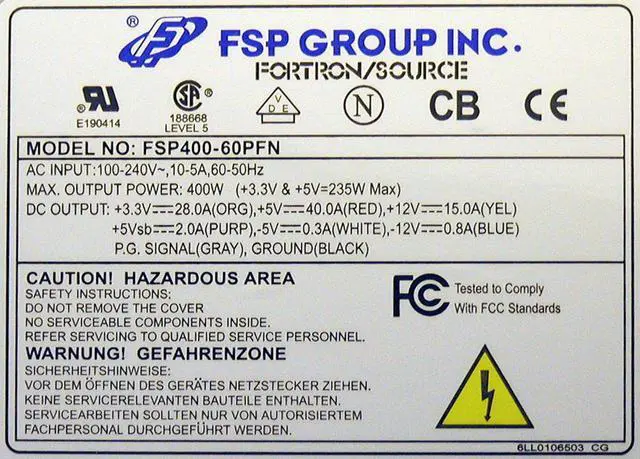 ® FSP GROUP INC.
FORTRON/SOURCE
E190414
188668
LEVEL 5
VDE
N
CB
CE
MODEL NO: FSP400-60PFN
AC INPUT:100-240V~,10-5A,60-50Hz
MAX. OUTPUT POWER: 400W (+3.3V & +5V=235W Max)
DC OUTPUT: +3.3V⎓28.0A(ORG),+5V⎓40.0A(RED), +12V⎓15.0A(YEL)
+5Vsb⎓2.0A(PURP),-5V⎓0.3A(WHITE),-12V⎓0.8A(BLUE)
P.G. SIGNAL(GRAY), GROUND(BLACK)
CAUTION! HAZARDOUS AREA
SAFETY INSTRUCTIONS:
DO NOT REMOVE THE COVER
NO SERVICEABLE COMPONENTS INSIDE.
REFER SERVICING TO QUALIFIED SERVICE PERSONNEL.
FCC Tested to Comply
With FCC Standards
WARNUNG! GEFAHRENZONE
SICHERHEITSHINWEISE:
VOR DEM ÖFFNEN DES GERÄTES NETZSTECKER ZIEHEN.
KEINE SERVICERELEVANTEN BAUTEILE ENTHALTEN.
SERVICEARBEITEN SOLLTEN NUR VON AUTORISIERTEM
FACHPERSONAL DURCHGEFÜHRT WERDEN.
6LL0106503 CG